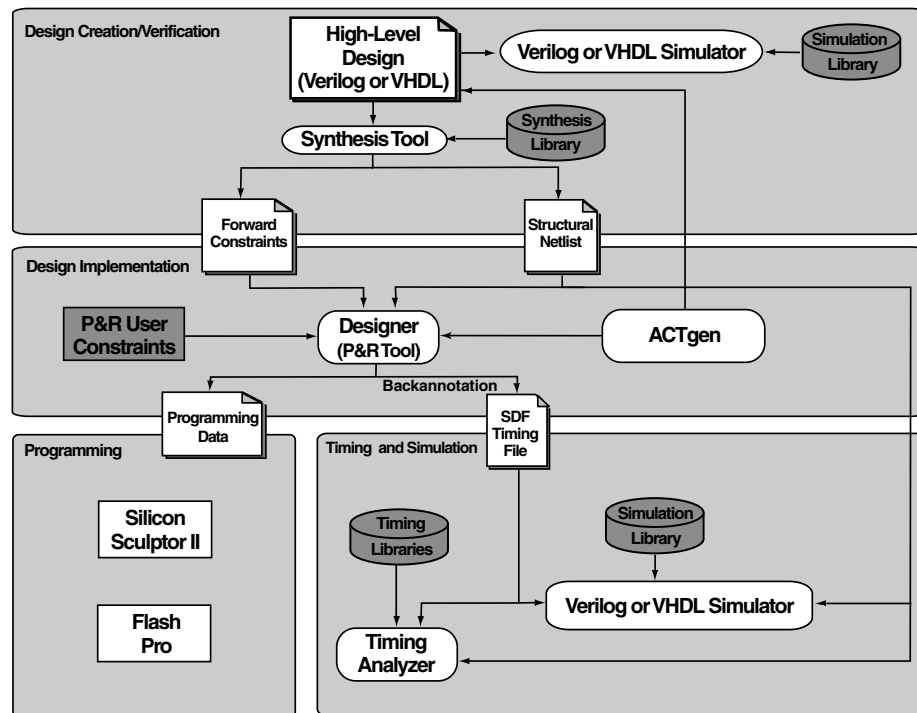 Design Creation/Verification
High-Level
Design
(Verilog or VHDL)
Verilog or VHDL Simulator
Simulation
Library
Synthesis Tool
Synthesis
Library
Forward
Constraints
Structural
Netlist
Design Implementation
P&R User
Constraints
Designer
(P&R Tool)
ACTgen
Backannotation
Programming
Data
SDF
Timing
File
Programming
Silicon
Sculptor II
Flash
Pro
Timing and Simulation
Timing
Libraries
Simulation
Library
Verilog or VHDL Simulator
Timing
Analyzer